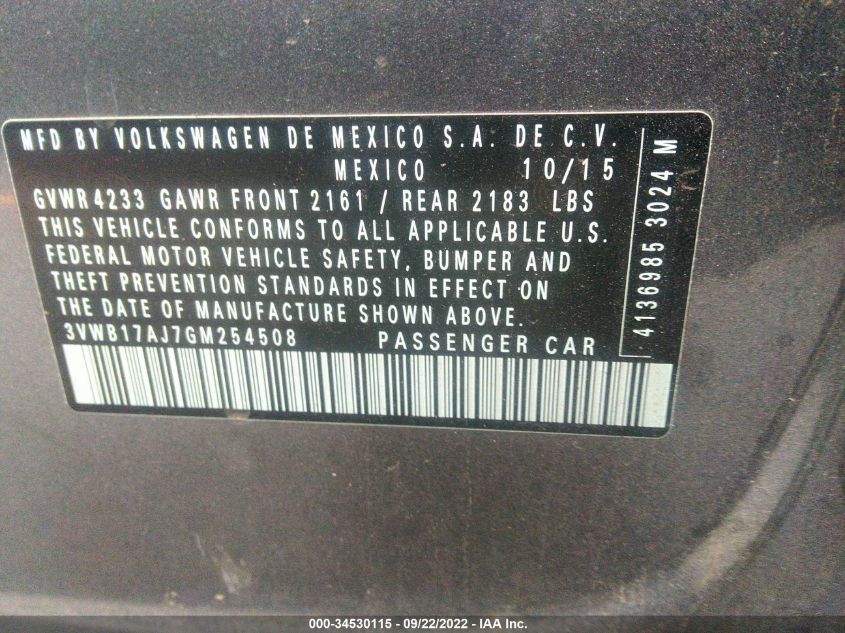 MFD BY VOLKSWAGEN DE MEXICO S.A. DE C.V.
MEXICO 10/15
GVWR 4233 GAWR FRONT 2161 / REAR 2183 LBS
THIS VEHICLE CONFORMS TO ALL APPLICABLE U.S.
FEDERAL MOTOR VEHICLE SAFETY, BUMPER AND
THEFT PREVENTION STANDARDS IN EFFECT ON
THE DATE OF MANUFACTURE SHOWN ABOVE.
3VWB17AJ7GM254508 PASSENGER CAR
4136985 3024 M
000-34530115 - 09/22/2022 - IAA Inc.